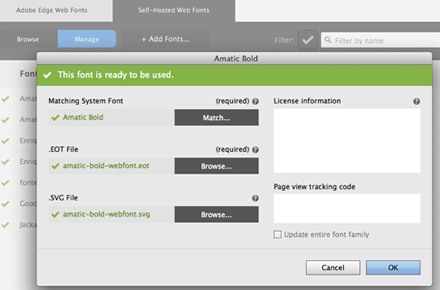 Adobe Edge Web Fonts
Self-Hosted Web Fonts
Browse
Manage
+ Add Fonts...
Filter:
Filter by name
Amatic Bold
This font is ready to be used.
Matching System Font (required)
Amatic Bold
Match...
.EOT File (required)
amatic-bold-webfont.eot
Browse...
.SVG File
amatic-bold-webfont.svg
Browse...
License information
Page view tracking code
Update entire font family
Cancel
OK
Font
Amat
Amat
Enriq
Enriq
fonte
Good
Jacka